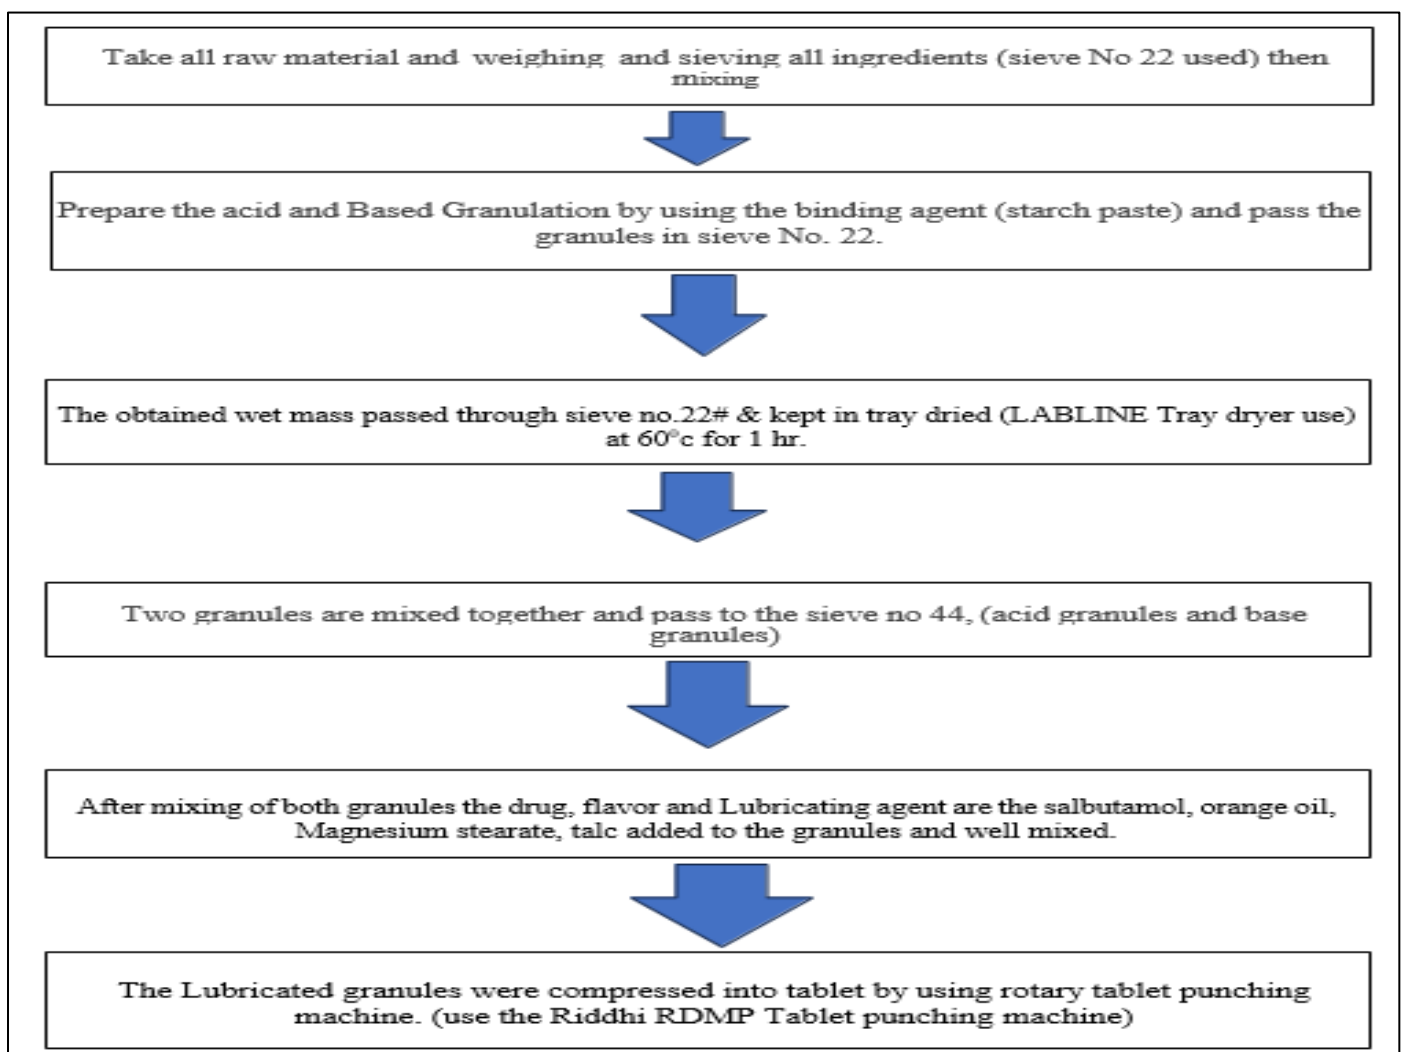 Take all raw material and weighing and sieving all ingredients (sieve No 22 used) then
mixing
Prepare the acid and Based Granulation by using the binding agent (starch paste) and pass the
granules in sieve No. 22.
The obtained wet mass passed through sieve no.22# & kept in tray dried (LABLINE Tray dryer use)
at 60°c for 1 hr.
Two granules are mixed together and pass to the sieve no 44, (acid granules and base
granules)
After mixing of both granules the drug, flavor and Lubricating agent are the salbutamol, orange oil,
Magnesium stearate, talc added to the granules and well mixed.
The Lubricated granules were compressed into tablet by using rotary tablet punching
machine. (use the Riddhi RDMP Tablet punching machine)